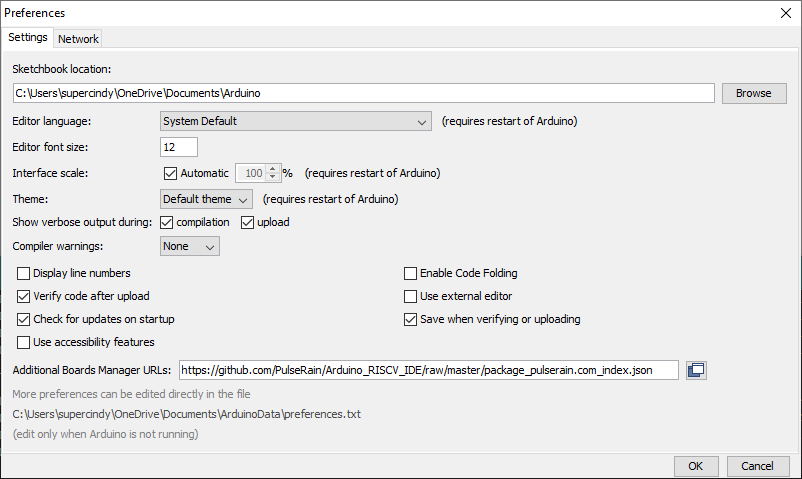 Preferences
Settings Network
Sketchbook location:
C:\Users\supercindy\OneDrive\Documents\Arduino Browse
Editor language: System Default (requires restart of Arduino)
Editor font size: 12
Interface scale: Automatic 100 % (requires restart of Arduino)
Theme: Default theme (requires restart of Arduino)
Show verbose output during: compilation upload
Compiler warnings: None
Display line numbers Enable Code Folding
Verify code after upload Use external editor
Check for updates on startup Save when verifying or uploading
Use accessibility features
Additional Boards Manager URLs: https://github.com/PulseRain/Arduino_RISCV_IDE/raw/master/package_pulserain.com_index.json
More preferences can be edited directly in the file
C:\Users\supercindy\OneDrive\Documents\ArduinoData\preferences.txt
(edit only when Arduino is not running)
OK Cancel